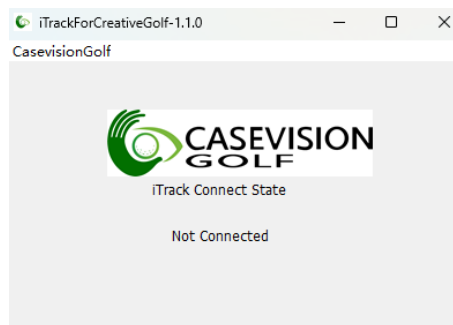 iTrackForCreativeGolf-1.1.0
CasevisionGolf
CASEVISION
GOLF
iTrack Connect State
Not Connected